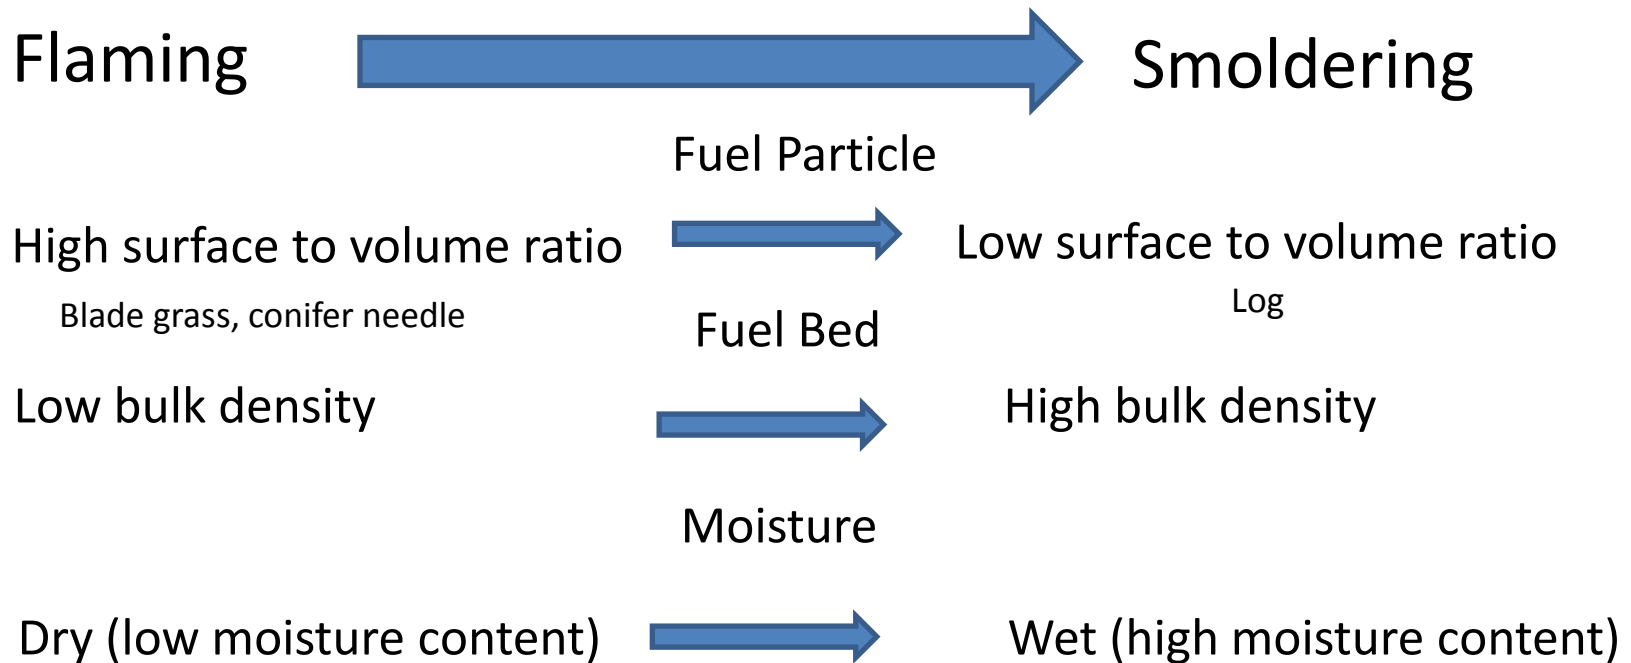 Flaming
Smoldering
Fuel Particle
High surface to volume ratio
Low surface to volume ratio
Blade grass, conifer needle
Log
Fuel Bed
Low bulk density
High bulk density
Moisture
Dry (low moisture content)
Wet (high moisture content)